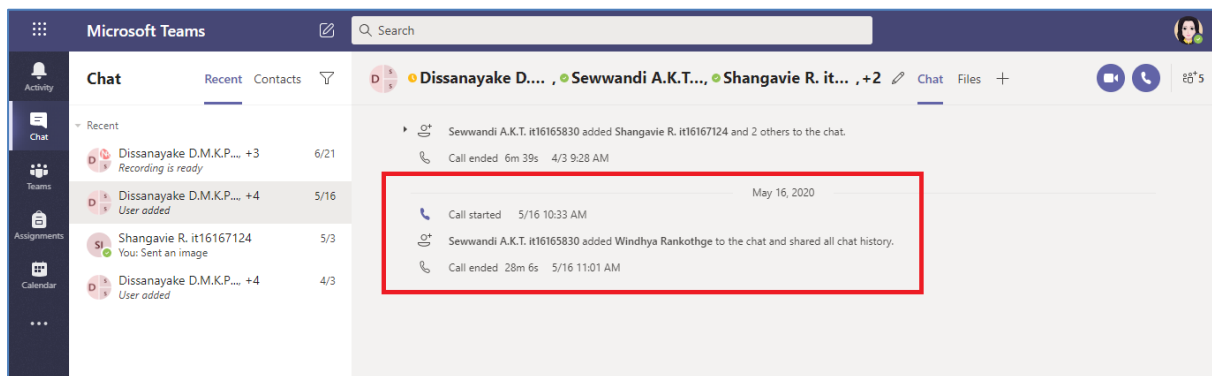 Microsoft Teams
Search
Activity
Chat
Teams
Assignments
Calendar
Chat
Recent Contacts
Recent
Dissanayake D.M.K.P..., +3 6/21
Recording is ready
Dissanayake D.M.K.P..., +4 5/16
User added
SI Shangavie R. it16167124 5/3
You: Sent an image
Dissanayake D.M.K.P..., +4 4/3
User added
Dissanayake D.... , Sewwandi A.K.T..., Shangavie R. it... , +2 Chat Files 5
Sewwandi A.K.T. it16165830 added Shangavie R. it16167124 and 2 others to the chat.
Call ended 6m 39s 4/3 9:28 AM
May 16, 2020
Call started 5/16 10:33 AM
Sewwandi A.K.T. it16165830 added Windhya Rankothge to the chat and shared all chat history.
Call ended 28m 6s 5/16 11:01 AM